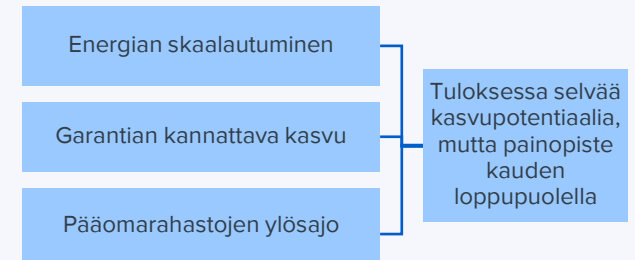 Energian skaalautuminen
Garantian kannattava kasvu
Pääomarahastojen ylösajo
Tuloksessa selvää
kasvupotentiaalia,
mutta painopiste
kauden
loppupuolella